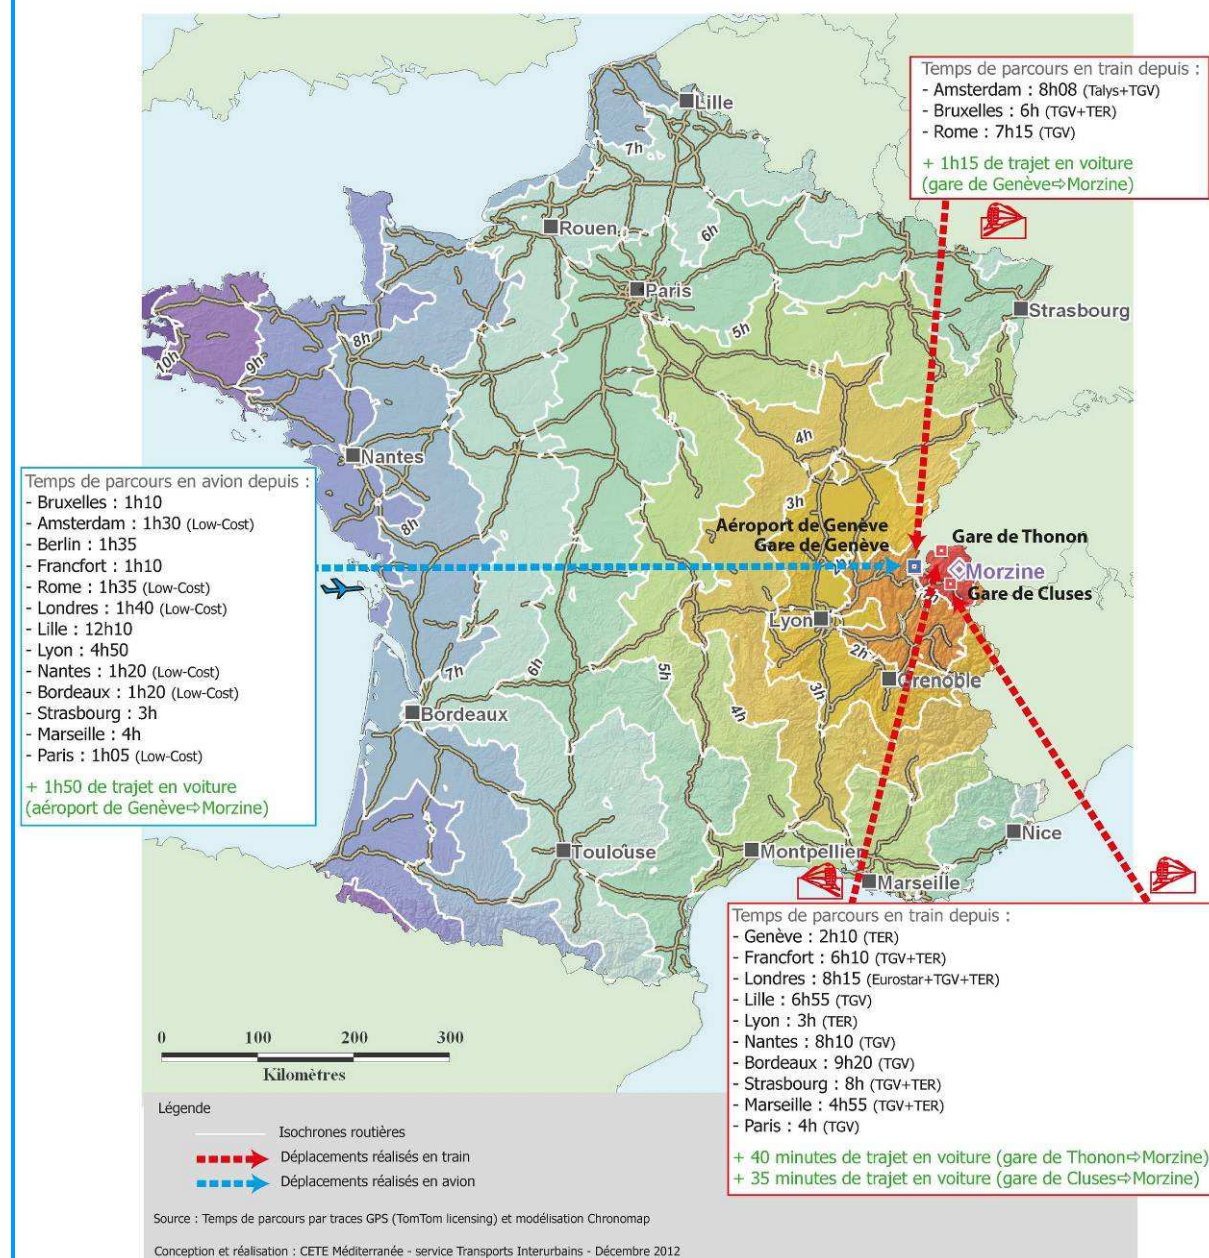 Temps de parcours en train depuis :
- Amsterdam : 8h08 (Talys+TGV)
- Bruxelles : 6h (TGV+TER)
- Rome : 7h15 (TGV)
+ 1h15 de trajet en voiture
(gare de Genève⇨Morzine)
Lille
7h
Rouen
6h
Paris
Strasbourg
5h
10h
9h
8h
4h
Nantes
3h
8h
Aéroport de Genève
Gare de Genève
Gare de Thonon
Morzine
Gare de Cluses
2h
1h
Lyon
2h
Grenoble
7h
6h
5h
4h
3h
Bordeaux
Toulouse
Montpellier
Marseille
Nice
Temps de parcours en avion depuis :
- Bruxelles : 1h10
- Amsterdam : 1h30 (Low-Cost)
- Berlin : 1h35
- Francfort : 1h10
- Rome : 1h35 (Low-Cost)
- Londres : 1h40 (Low-Cost)
- Lille : 12h10
- Lyon : 4h50
- Nantes : 1h20 (Low-Cost)
- Bordeaux : 1h20 (Low-Cost)
- Strasbourg : 3h
- Marseille : 4h
- Paris : 1h05 (Low-Cost)
+ 1h50 de trajet en voiture
(aéroport de Genève⇨Morzine)
Temps de parcours en train depuis :
- Genève : 2h10 (TER)
- Francfort : 6h10 (TGV+TER)
- Londres : 8h15 (Eurostar+TGV+TER)
- Lille : 6h55 (TGV)
- Lyon : 3h (TER)
- Nantes : 8h10 (TGV)
- Bordeaux : 9h20 (TGV)
- Strasbourg : 8h (TGV+TER)
- Marseille : 4h55 (TGV+TER)
- Paris : 4h (TGV)
+ 40 minutes de trajet en voiture (gare de Thonon⇨Morzine)
+ 35 minutes de trajet en voiture (gare de Cluses⇨Morzine)
0 100 200 300
Kilomètres
Légende
Isochrones routières
Déplacements réalisés en train
Déplacements réalisés en avion
Source : Temps de parcours par traces GPS (TomTom licensing) et modélisation Chronomap
Conception et réalisation : CETE Méditerranée - service Transports Interurbains - Décembre 2012